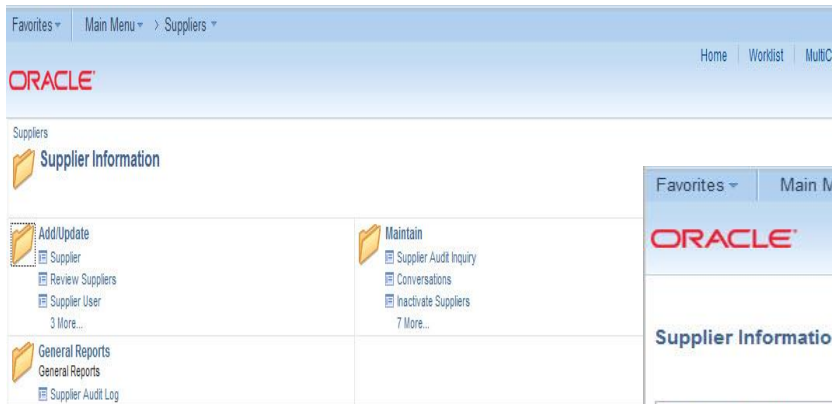 Favorites Main Menu > Suppliers
Home Worklist
ORACLE
Suppliers
Supplier Information
Add/Update
Supplier
Review Suppliers
Supplier User
3 More...
Maintain
Supplier Audit Inquiry
Conversations
Inactivate Suppliers
7 More...
General Reports
General Reports
Supplier Audit Log
Favorites Main
ORACLE
Supplier